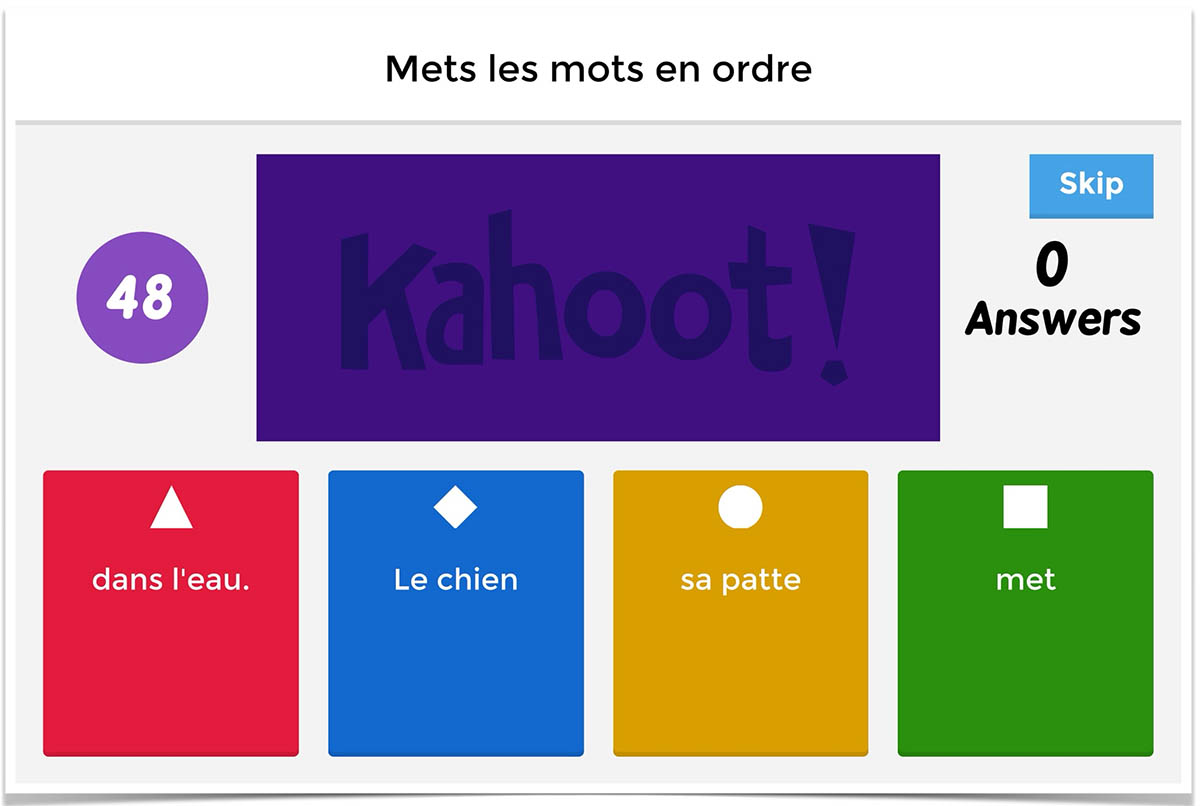 Mets les mots en ordre
Skip
48
Kahoot!
0
Answers
dans l'eau.
Le chien
sa patte
met